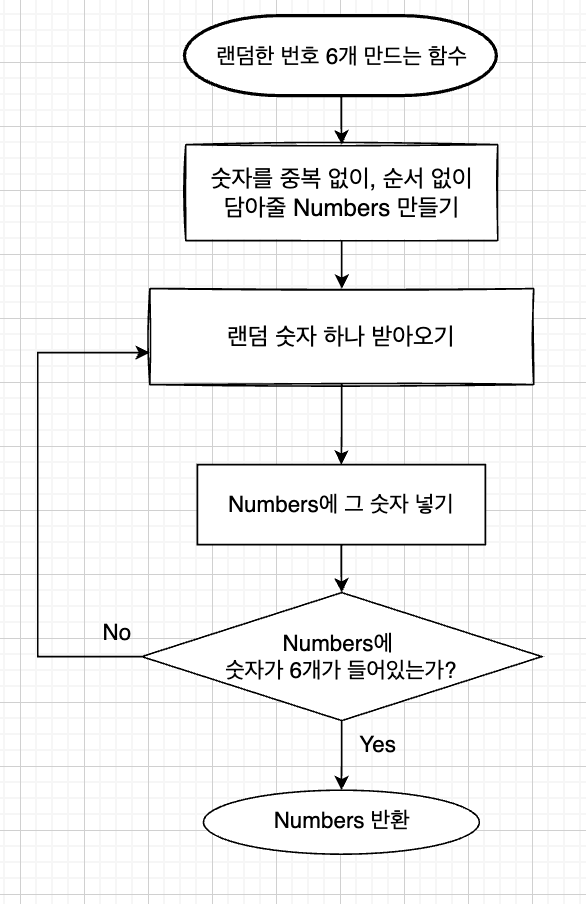 랜덤한 번호 6개 만드는 함수
숫자를 중복 없이, 순서 없이
담아줄 Numbers 만들기
랜덤 숫자 하나 받아오기
Numbers에 그 숫자 넣기
Numbers에
숫자가 6개가 들어있는가?
No
Yes
Numbers 반환